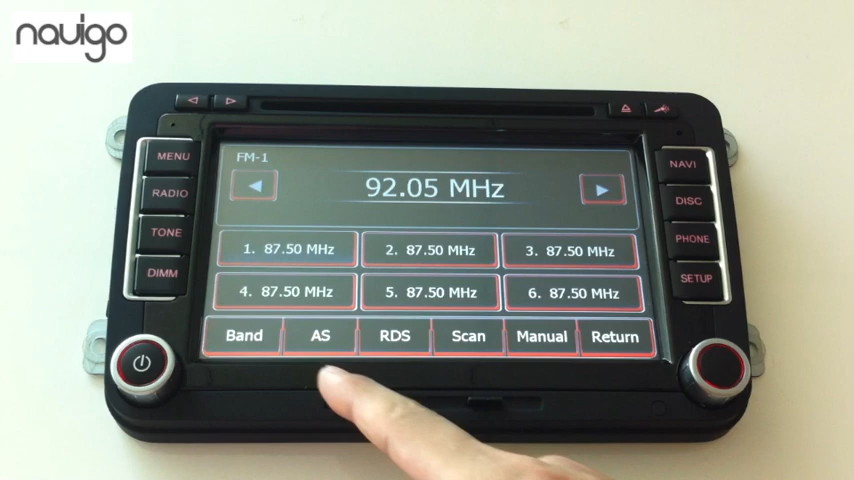 navigo
MENU
RADIO
TONE
DIMM
FM-1
92.05 MHz
1. 87.50 MHz
2. 87.50 MHz
3. 87.50 MHz
4. 87.50 MHz
5. 87.50 MHz
6. 87.50 MHz
Band AS RDS Scan Manual Return
NAVI
DISC
PHONE
SETUP